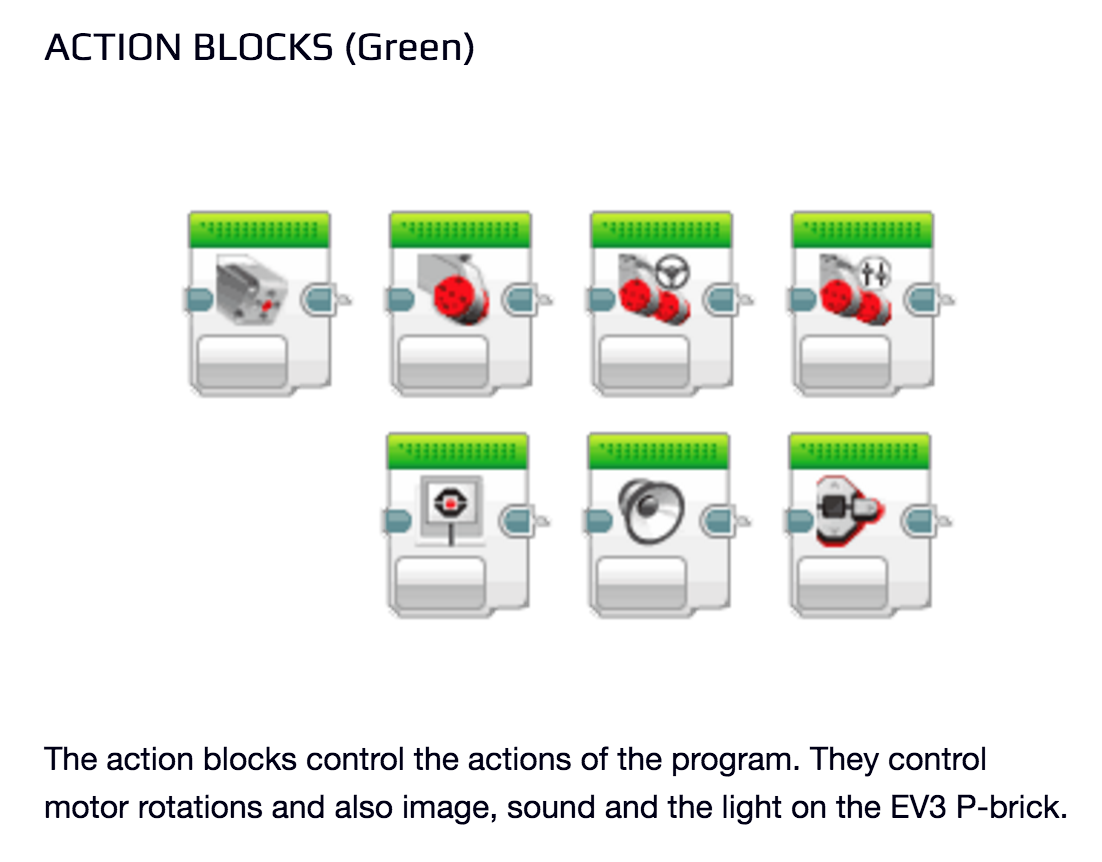 ACTION BLOCKS (Green)
The action blocks control the actions of the program. They control
motor rotations and also image, sound and the light on the EV3 P-brick.